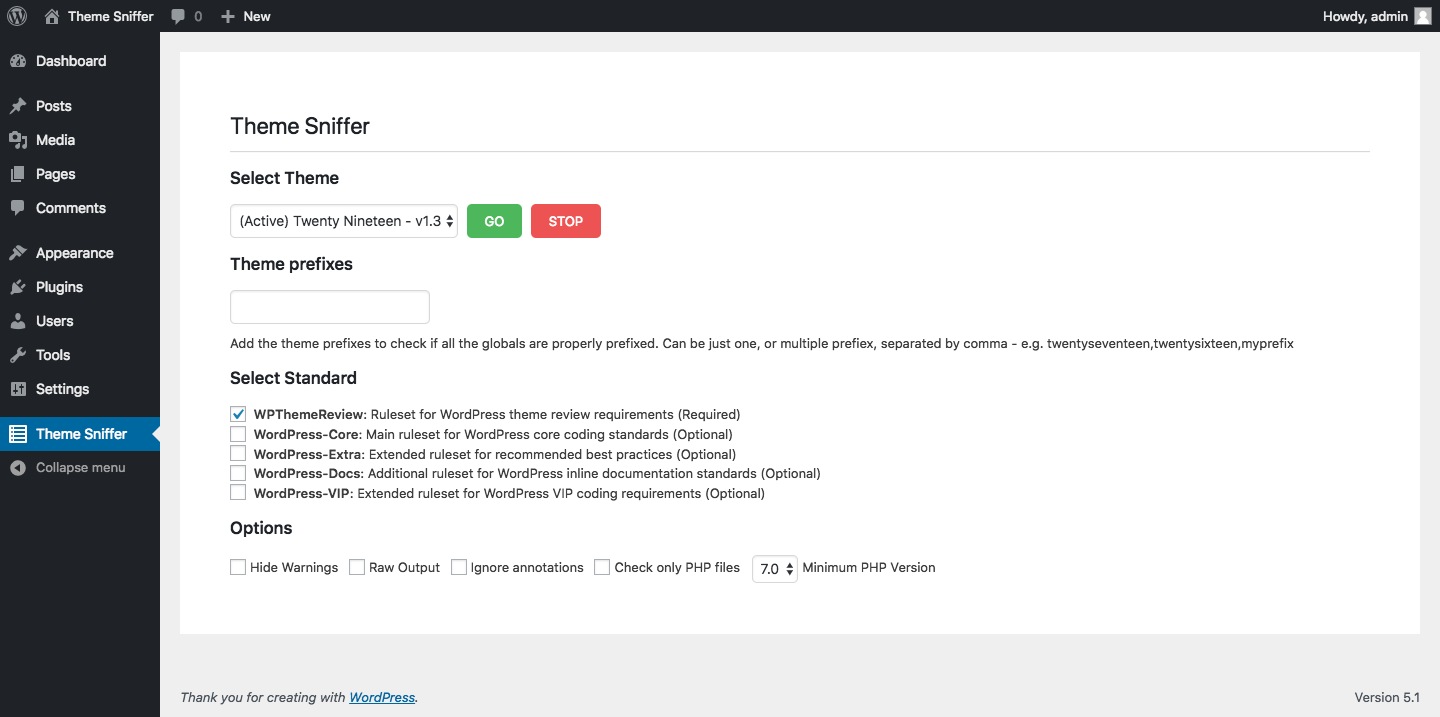 Theme Sniffer 0 New Howdy, admin
Dashboard
Posts
Media
Pages
Comments
Appearance
Plugins
Users
Tools
Settings
Theme Sniffer
Collapse menu
Theme Sniffer
Select Theme
(Active) Twenty Nineteen - v1.3 GO STOP
Theme prefixes
Add the theme prefixes to check if all the globals are properly prefixed. Can be just one, or multiple prefiex, separated by comma - e.g. twentyseventeen,twentysixteen,myprefix
Select Standard
WPThemeReview: Ruleset for WordPress theme review requirements (Required)
WordPress-Core: Main ruleset for WordPress core coding standards (Optional)
WordPress-Extra: Extended ruleset for recommended best practices (Optional)
WordPress-Docs: Additional ruleset for WordPress inline documentation standards (Optional)
WordPress-VIP: Extended ruleset for WordPress VIP coding requirements (Optional)
Options
Hide Warnings Raw Output Ignore annotations Check only PHP files 7.0 Minimum PHP Version
Thank you for creating with WordPress. Version 5.1